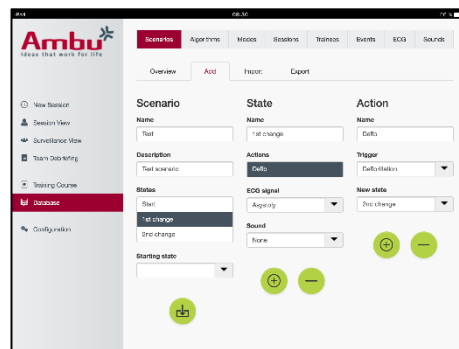 iPad
08:30
Ambu
Ideas that work for life
New Session
Session View
Surveillance View
Team Debriefing
Training Course
Database
Configuration
Scenarios Algorithms Modes Sessions Trainees Events ECG Sounds
Overview Add Import Export
Scenario
Name
Test
Description
Test scenario
States
Start
1st change
2nd change
Starting state
State
Name
1st change
Actions
Defib
ECG signal
Asystoly
Sound
None
Action
Name
Defib
Trigger
Defibrillation
New state
2nd change